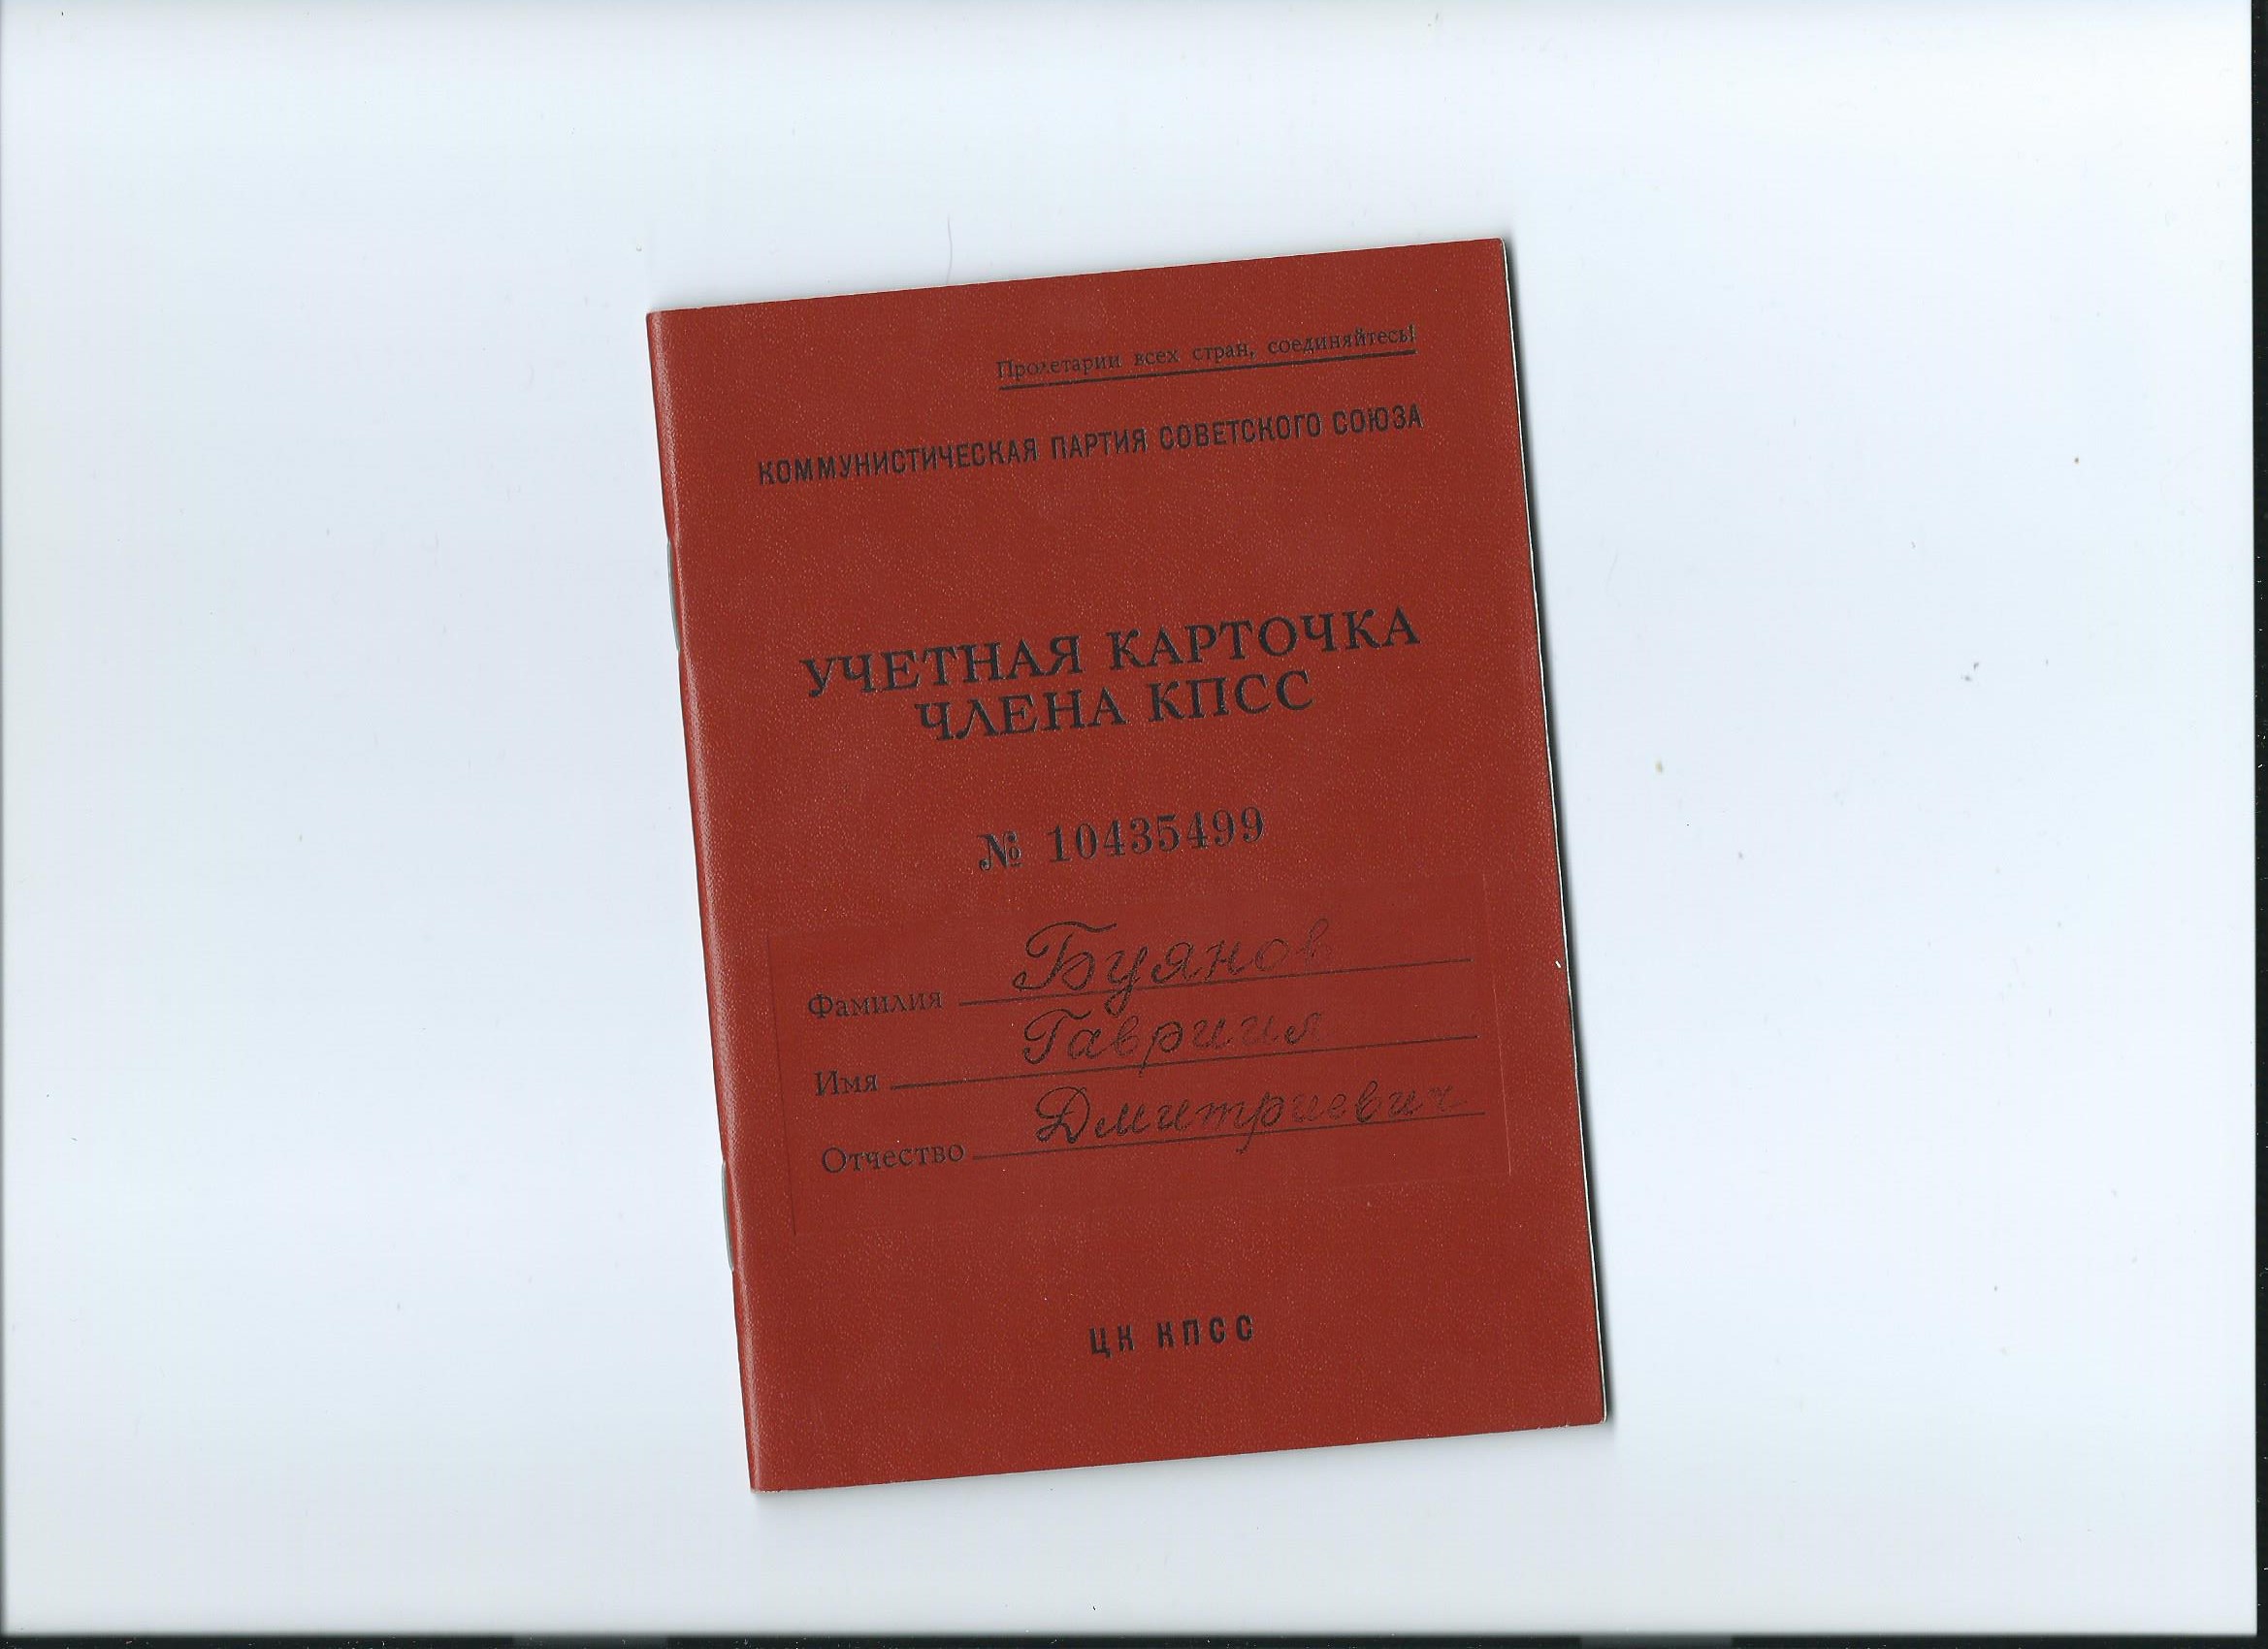 Пролетарии всех стран, соединяйтесь!
КОММУНИСТИЧЕСКАЯ ПАРТИЯ СОВЕТСКОГО СОЮЗА
УЧЕТНАЯ КАРТОЧКА
ЧЛЕНА КПСС
№ 10435499
Фамилия Буянов
Имя Гавриил
Отчество Дмитриевич
ЦК КПСС